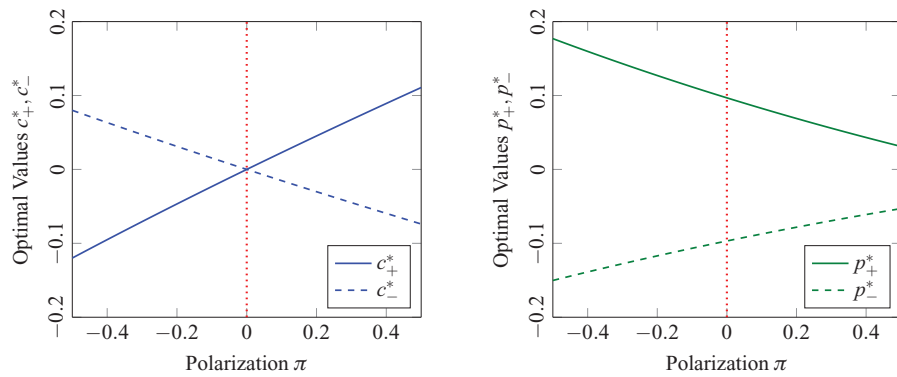 Optimal Values c*₊, c*₋
0.2
0.1
0
−0.1
−0.2
−0.4
−0.2
0
0.2
0.4
Polarization π
c*₊
c*₋
Optimal Values p*₊, p*₋
0.2
0.1
0
−0.1
−0.2
−0.4
−0.2
0
0.2
0.4
Polarization π
p*₊
p*₋